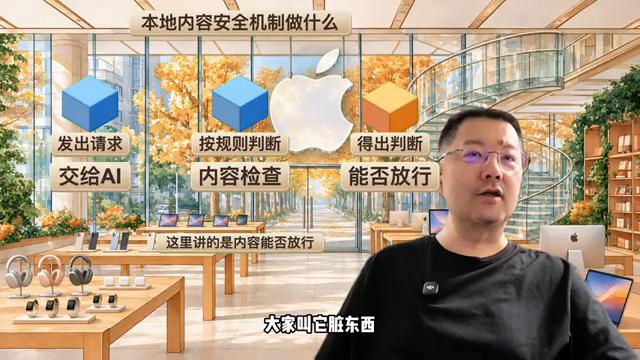 本地内容安全机制做什么
发出请求
按规则判断
得出判断
交给AI
内容检查
能否放行
这里讲的是内容能否放行
大家叫它脏东西